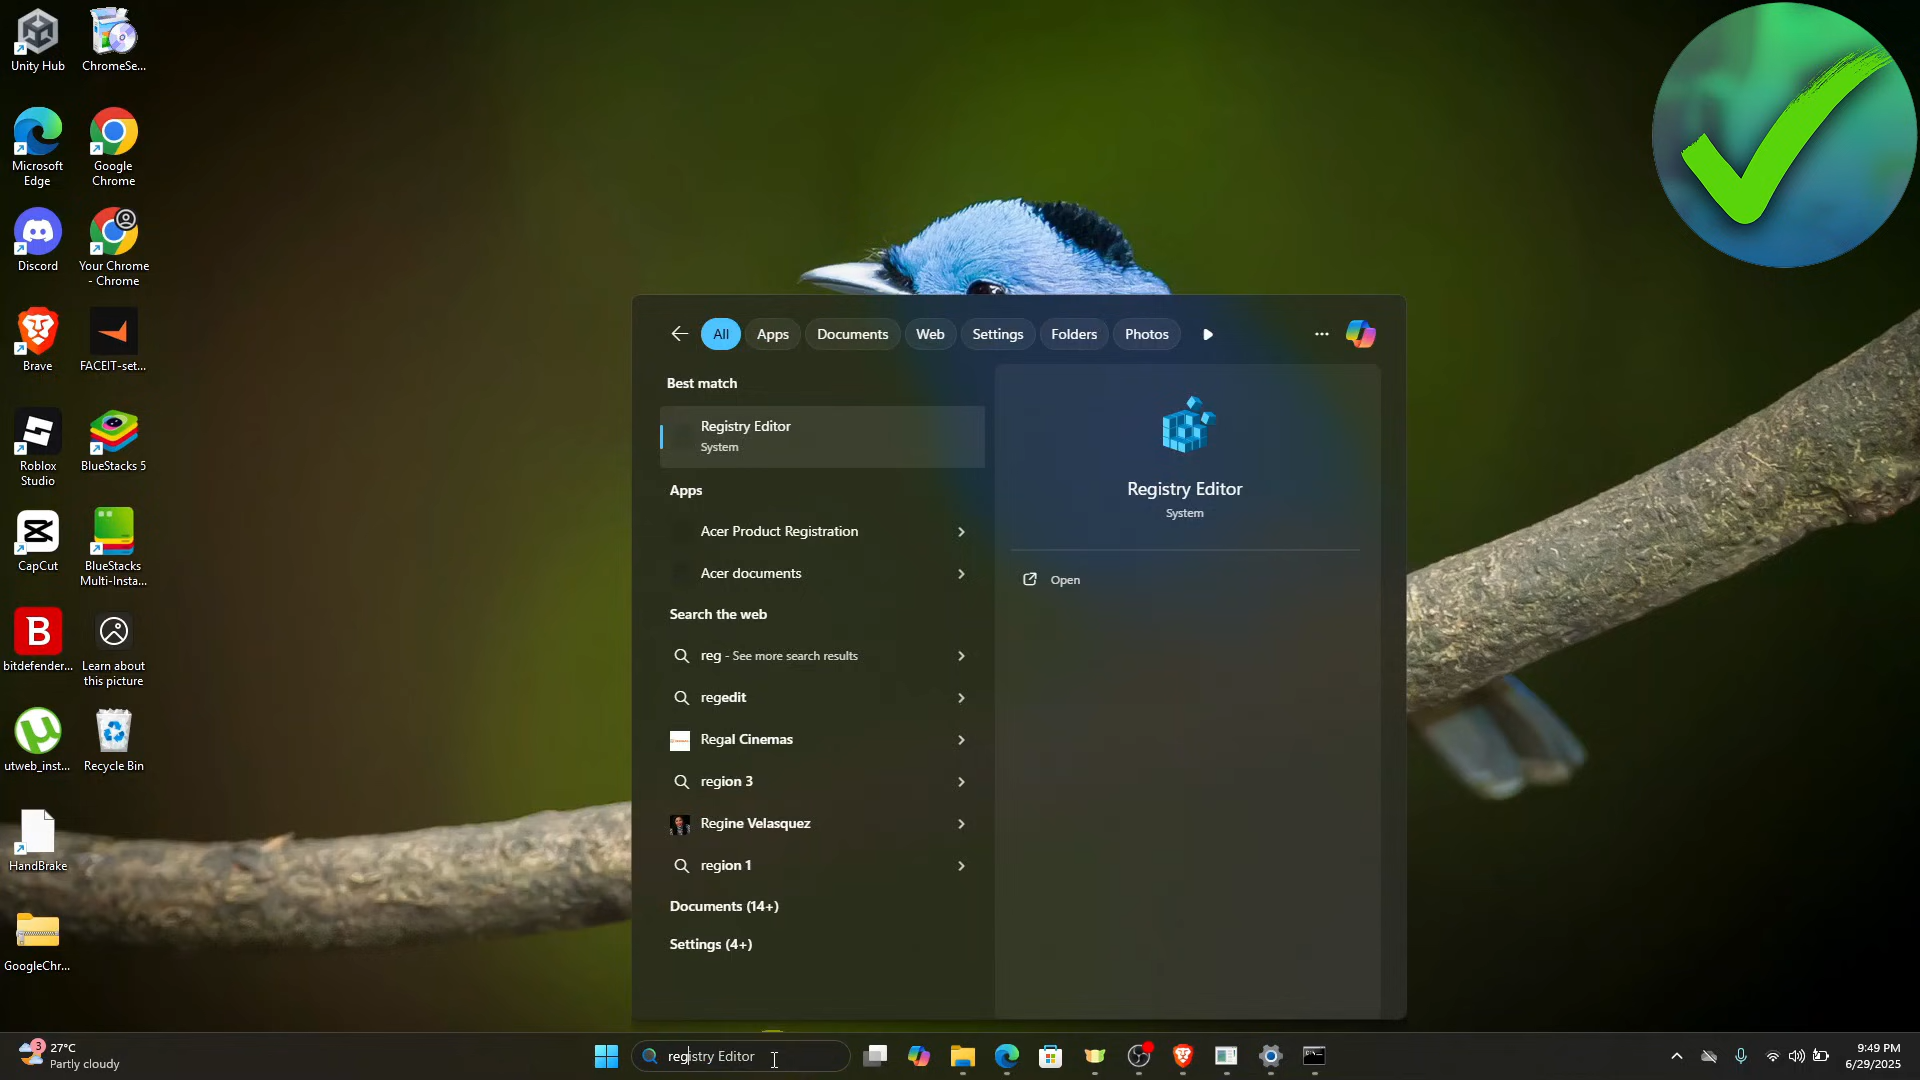 Unity Hub
ChromeSe...
Microsoft
Edge
Google
Chrome
Discord
Your Chrome
- Chrome
Brave
FACEIT-set...
Roblox
Studio
BlueStacks 5
CapCut
BlueStacks
Multi-Insta...
B
bitdefender...
Learn about
this picture
utweb_inst...
Recycle Bin
HandBrake
GoogleChr...
All
Apps
Documents
Web
Settings
Folders
Photos
Best match
Registry Editor
System
Apps
Acer Product Registration
Acer documents
Search the web
reg - See more search results
regedit
Regal Cinemas
region 3
Regine Velasquez
region 1
Documents (14+)
Settings (4+)
Registry Editor
System
Open
3
27°C
Partly cloudy
registry Editor
9:49 PM
6/29/2025